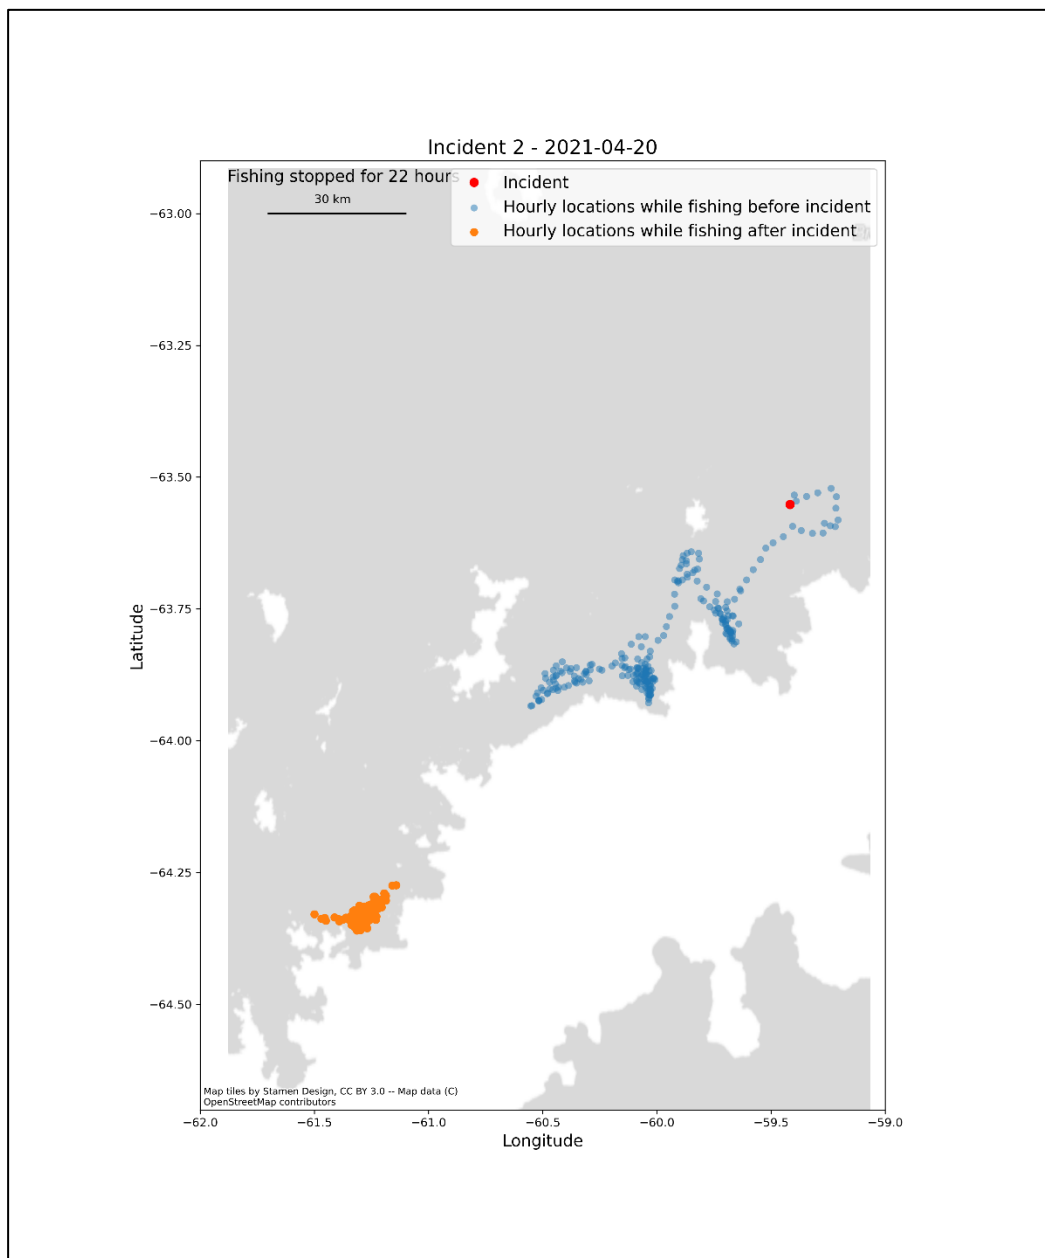 Incident 2 - 2021-04-20
Fishing stopped for 22 hours
30 km
Incident
Hourly locations while fishing before incident
Hourly locations while fishing after incident
−63.00
−63.25
−63.50
−63.75
−64.00
−64.25
−64.50
Latitude
Map tiles by Stamen Design, CC BY 3.0 -- Map data (C)
OpenStreetMap contributors
−62.0 −61.5 −61.0 −60.5 −60.0 −59.5 −59.0
Longitude